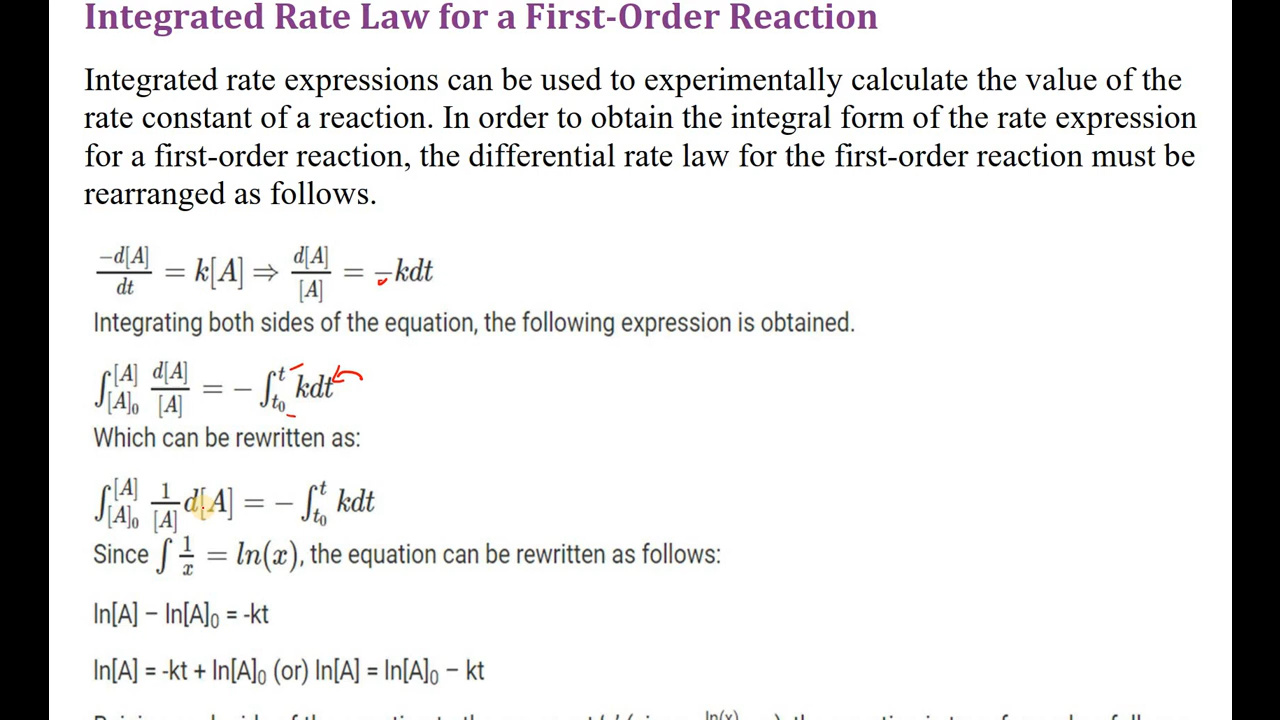 Integrated Rate Law for a First-Order Reaction
Integrated rate expressions can be used to experimentally calculate the value of the
rate constant of a reaction. In order to obtain the integral form of the rate expression
for a first-order reaction, the differential rate law for the first-order reaction must be
rearranged as follows.
−d[A]/dt = k[A] ⇒ d[A]/[A] = −kdt
Integrating both sides of the equation, the following expression is obtained.
∫_{[A]₀}^{[A]} d[A]/[A] = − ∫_{t₀}^{t} kdt
Which can be rewritten as:
∫_{[A]₀}^{[A]} 1/[A] d[A] = − ∫_{t₀}^{t} kdt
Since ∫ 1/x = ln(x), the equation can be rewritten as follows:
ln[A] − ln[A]₀ = -kt
ln[A] = -kt + ln[A]₀ (or) ln[A] = ln[A]₀ − kt